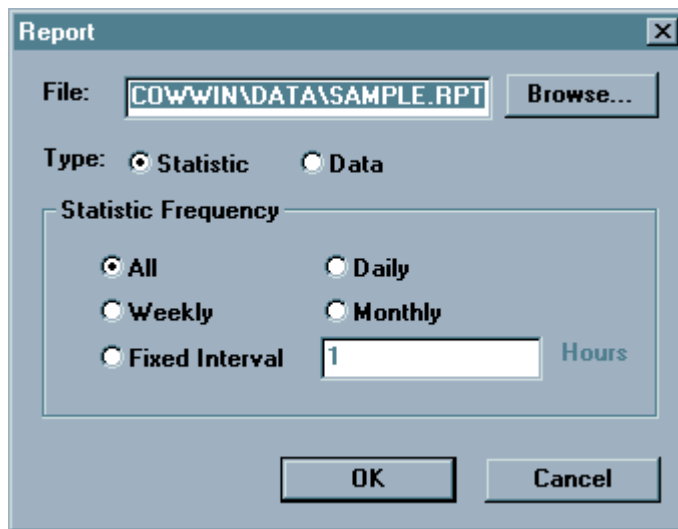 Report
File: COWWIN\DATA\SAMPLE.RPT Browse...
Type: Statistic Data
Statistic Frequency
All Daily
Weekly Monthly
Fixed Interval 1 Hours
OK Cancel